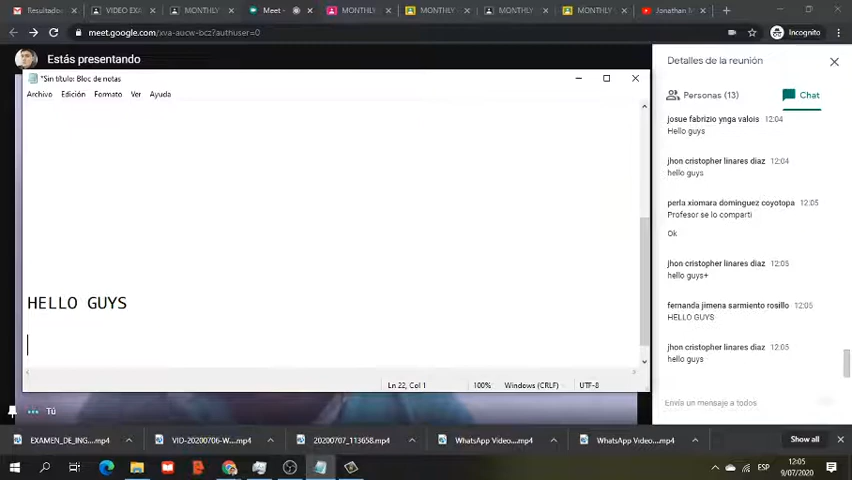 Resultados
VIDEO EXA
MONTHLY
Meet -
MONTHLY
MONTHLY
MONTHLY
MONTHLY
Jonathan M
meet.google.com/xva-aucw-bcz?authuser=0
Incognito
Estás presentando
*Sin título: Bloc de notas
Archivo Edición Formato Ver Ayuda
HELLO GUYS
Ln 22, Col 1 100% Windows (CRLF) UTF-8
Tú
Detalles de la reunión
Personas (13) Chat
josue fabrizio ynga valois 12:04
Hello guys
jhon cristopher linares diaz 12:04
hello guys
perla xiomara dominguez coyotopa 12:05
Profesor se lo comparti
Ok
jhon cristopher linares diaz 12:05
hello guys+
fernanda jimena sarmiento rosillo 12:05
HELLO GUYS
jhon cristopher linares diaz 12:05
hello guys
Envía un mensaje a todos
EXAMEN_DE_ING....mp4
VID-20200706-W....mp4
20200707_113658.mp4
WhatsApp Video....mp4
WhatsApp Video....mp4
Show all
ESP
12:05
9/07/2020